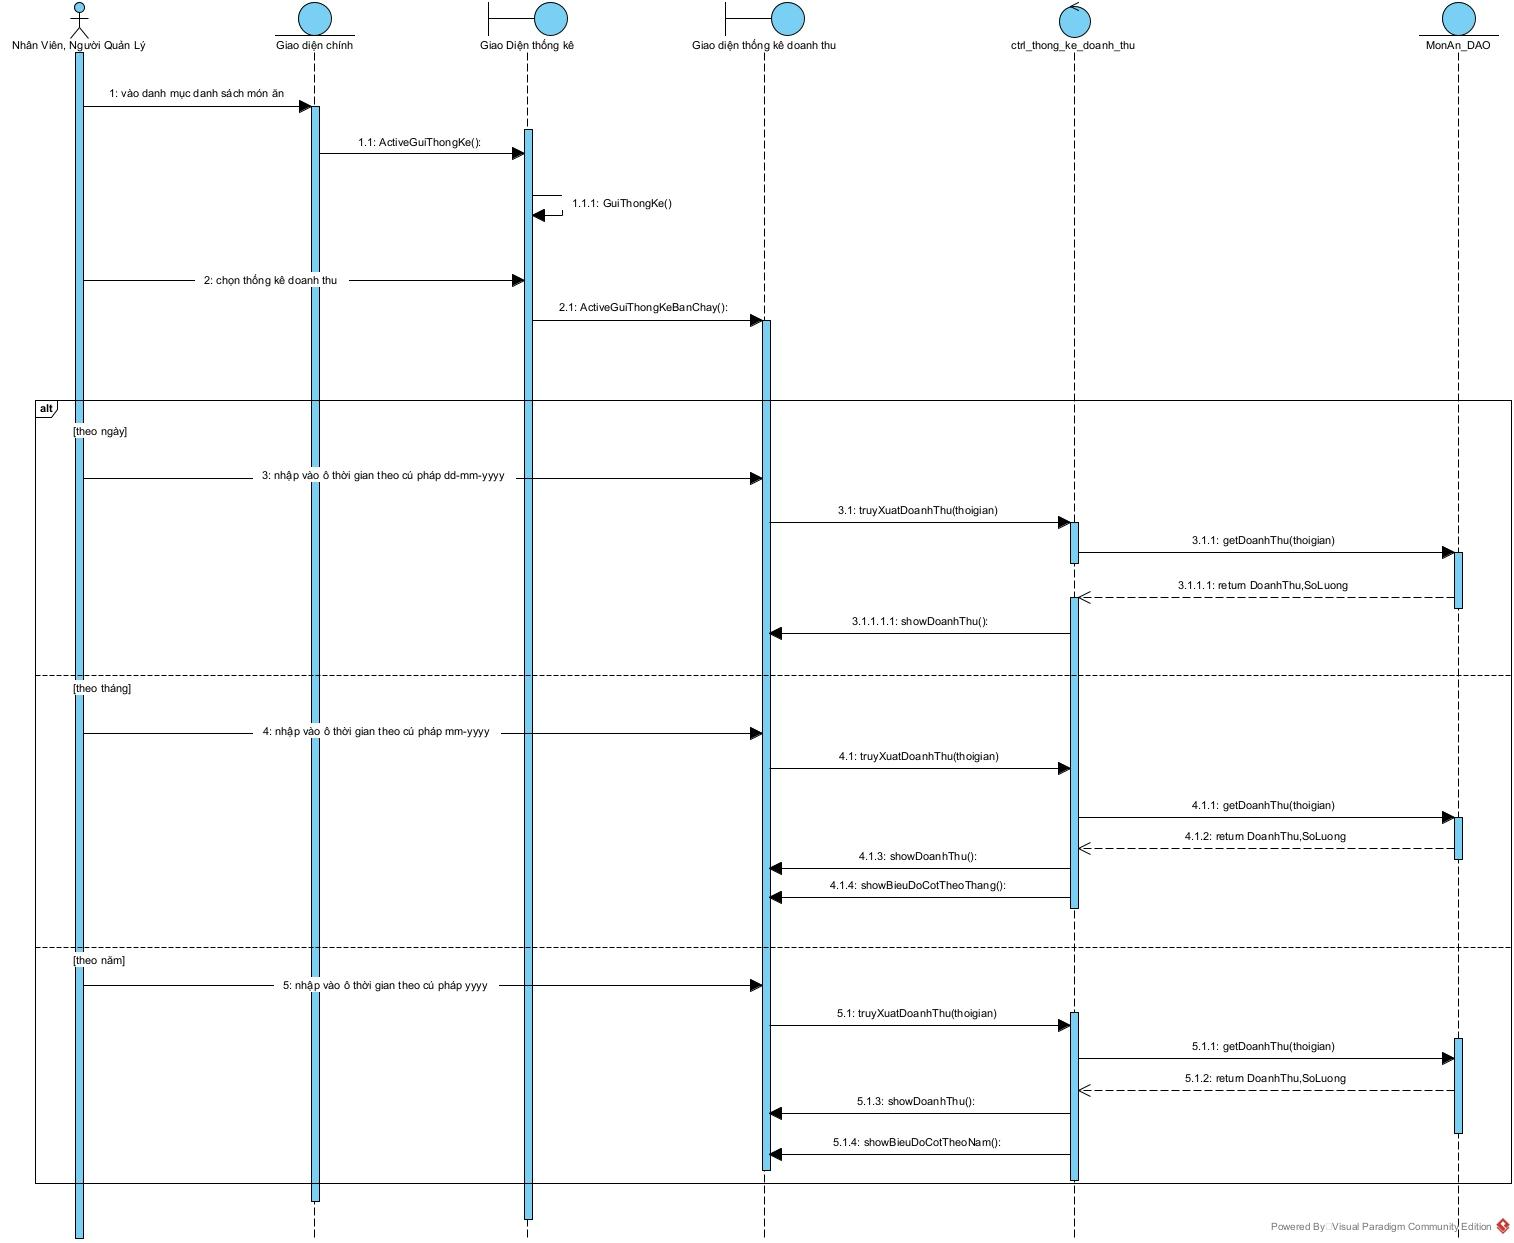 Nhân Viên, Người Quản Lý
Giao diện chính
Giao Diện thống kê
Giao diện thống kê doanh thu
ctrl_thong_ke_doanh_thu
MonAn_DAO
1: vào danh mục danh sách món ăn
1.1: ActiveGuiThongKe():
1.1.1: GuiThongKe()
2: chọn thống kê doanh thu
2.1: ActiveGuiThongKeBanChay():
alt
[theo ngày]
3: nhập vào ô thời gian theo cú pháp dd-mm-yyyy
3.1: truyXuatDoanhThu(thoigian)
3.1.1: getDoanhThu(thoigian)
3.1.1.1: return DoanhThu,SoLuong
3.1.1.1.1: showDoanhThu():
[theo tháng]
4: nhập vào ô thời gian theo cú pháp mm-yyyy
4.1: truyXuatDoanhThu(thoigian)
4.1.1: getDoanhThu(thoigian)
4.1.2: return DoanhThu,SoLuong
4.1.3: showDoanhThu():
4.1.4: showBieuDoCotTheoThang():
[theo năm]
5: nhập vào ô thời gian theo cú pháp yyyy
5.1: truyXuatDoanhThu(thoigian)
5.1.1: getDoanhThu(thoigian)
5.1.2: return DoanhThu,SoLuong
5.1.3: showDoanhThu():
5.1.4: showBieuDoCotTheoNam():
Powered By Visual Paradigm Community Edition